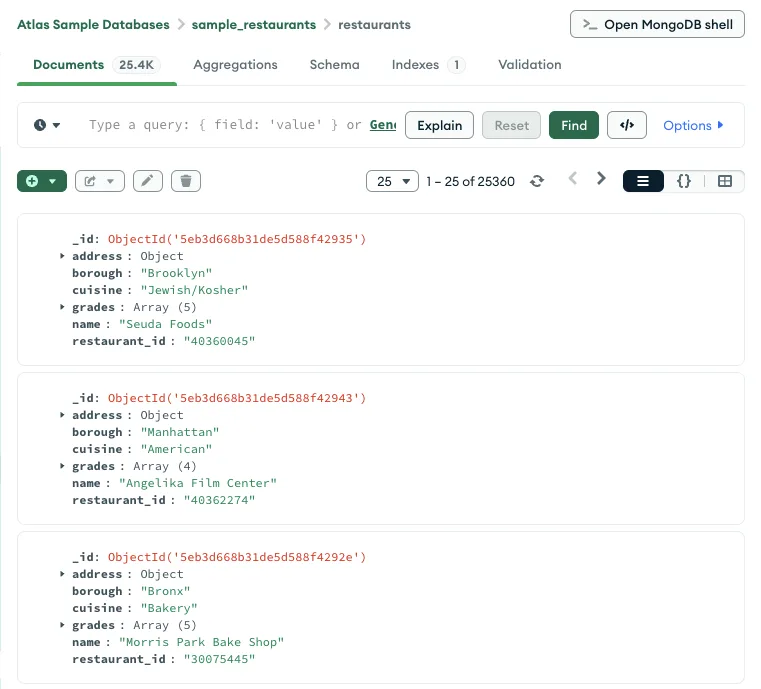 Atlas Sample Databases > sample_restaurants > restaurants
>_ Open MongoDB shell
Documents 25.4K Aggregations Schema Indexes 1 Validation
Type a query: { field: 'value' } or Explain Reset Find </> Options
25 1 – 25 of 25360 {}
_id: ObjectId('5eb3d668b31de5d588f42935')
address : Object
borough : "Brooklyn"
cuisine : "Jewish/Kosher"
grades : Array (5)
name : "Seuda Foods"
restaurant_id : "40360045"
_id: ObjectId('5eb3d668b31de5d588f42943')
address : Object
borough : "Manhattan"
cuisine : "American"
grades : Array (4)
name : "Angelika Film Center"
restaurant_id : "40362274"
_id: ObjectId('5eb3d668b31de5d588f4292e')
address : Object
borough : "Bronx"
cuisine : "Bakery"
grades : Array (5)
name : "Morris Park Bake Shop"
restaurant_id : "30075445"